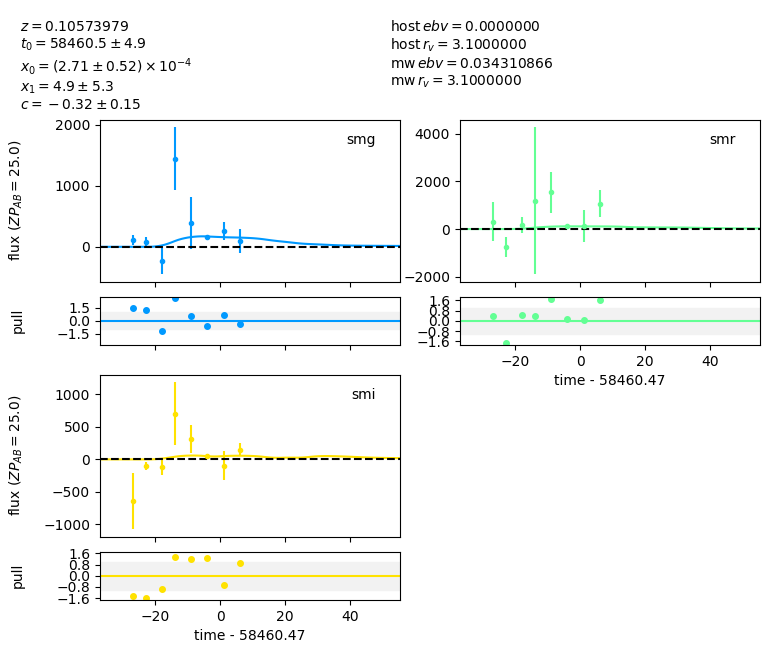 z = 0.10573979
t₀ = 58460.5 ± 4.9
x₀ = (2.71 ± 0.52) × 10⁻⁴
x₁ = 4.9 ± 5.3
c = −0.32 ± 0.15
host ebv = 0.0000000
host r_v = 3.1000000
mw ebv = 0.034310866
mw r_v = 3.1000000
smg
flux (ZP_AB = 25.0)
2000
1000
0
pull
1.5
0.0
−1.5
smr
4000
2000
0
−2000
1.6
0.8
0.0
−0.8
−1.6
−20 0 20 40
time - 58460.47
smi
flux (ZP_AB = 25.0)
1000
500
0
−500
−1000
pull
1.6
0.8
0.0
−0.8
−1.6
−20 0 20 40
time - 58460.47